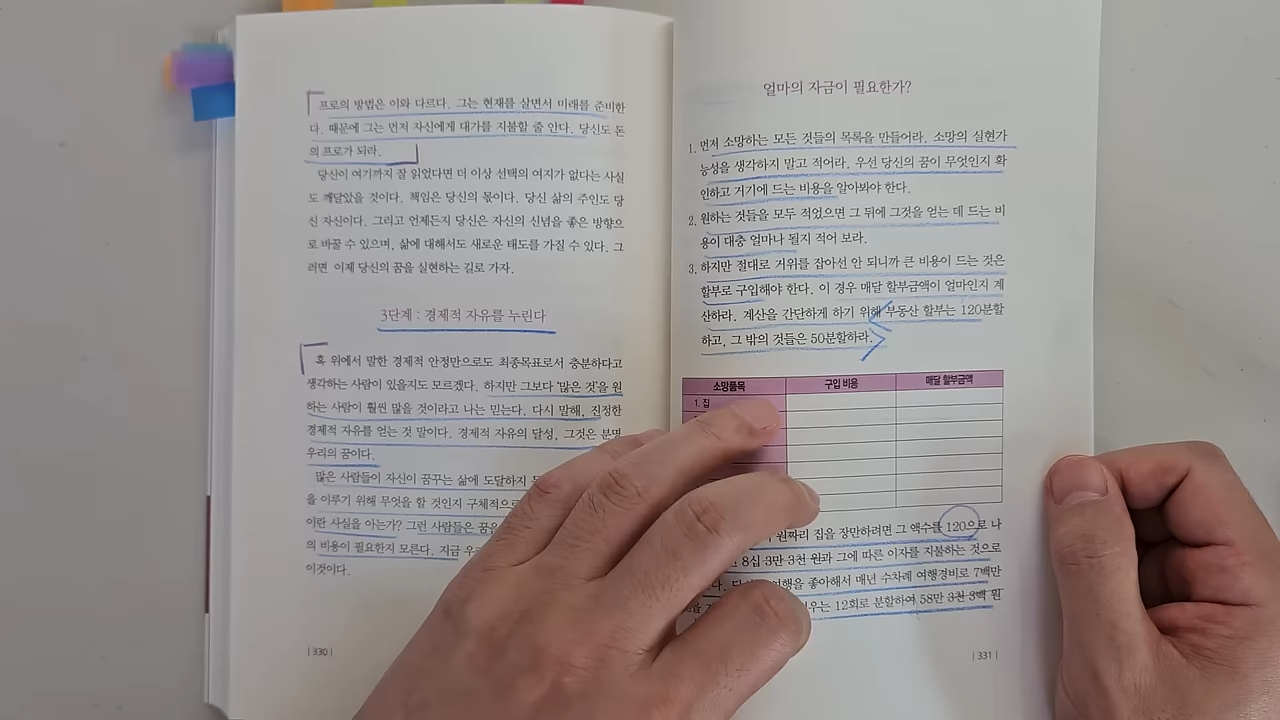 프로의 방법은 이와 다르다. 그는 현재를 살면서 미래를 준비한
다. 때문에 그는 먼저 자신에게 대가를 지불할 줄 안다. 당신도 돈
의 프로가 되라.
당신이 여기까지 잘 읽었다면 더 이상 선택의 여지가 없다는 사실
도 깨달았을 것이다. 책임은 당신의 몫이다. 당신 삶의 주인도 당
신 자신이다. 그리고 언제든지 당신은 자신의 신념을 좋은 방향으
로 바꿀 수 있으며, 삶에 대해서도 새로운 태도를 가질 수 있다. 그
러면 이제 당신의 꿈을 실현하는 길로 가자.
3단계 : 경제적 자유를 누린다
혹 위에서 말한 경제적 안정만으로도 최종목표로서 충분하다고
생각하는 사람이 있을지도 모르겠다. 하지만 그보다 '많은 것'을 원
하는 사람이 훨씬 많을 것이라고 나는 믿는다. 다시 말해, 진정한
경제적 자유를 얻는 것 말이다. 경제적 자유의 달성, 그것은 분명
우리의 꿈이다.
많은 사람들이 자신이 꿈꾸는 삶에 도달하지
을 이루기 위해 무엇을 할 것인지 구체적으로
이란 사실을 아는가? 그런 사람들은
의 비용이 필요한지 모른다. 지금
이것이다.
| 330 |
얼마의 자금이 필요한가?
1. 먼저 소망하는 모든 것들의 목록을 만들어라. 소망의 실현가
능성을 생각하지 말고 적어라. 우선 당신의 꿈이 무엇인지 확
인하고 거기에 드는 비용을 알아봐야 한다.
2. 원하는 것들을 모두 적었으면 그 뒤에 그것을 얻는 데 드는 비
용이 대충 얼마나 될지 적어 보라.
3. 하지만 절대로 거위를 잡아선 안 되니까 큰 비용이 드는 것은
할부로 구입해야 한다. 이 경우 매달 할부금액이 얼마인지 계
산하라. 계산을 간단하게 하기 위해 부동산 할부는 120분할
하고, 그 밖의 것들은 50분할하라.
소망품목 구입 비용 매달 할부금액
1. 집
원짜리 집을 장만하려면 그 액수를 120으로 나
8십 3만 3천 원과 그에 따른 이자를 지불하는 것으로
여행을 좋아해서 매년 수차례 여행경비로 7백만
12회로 분할하여 58만 3천 3백 원
| 331 |